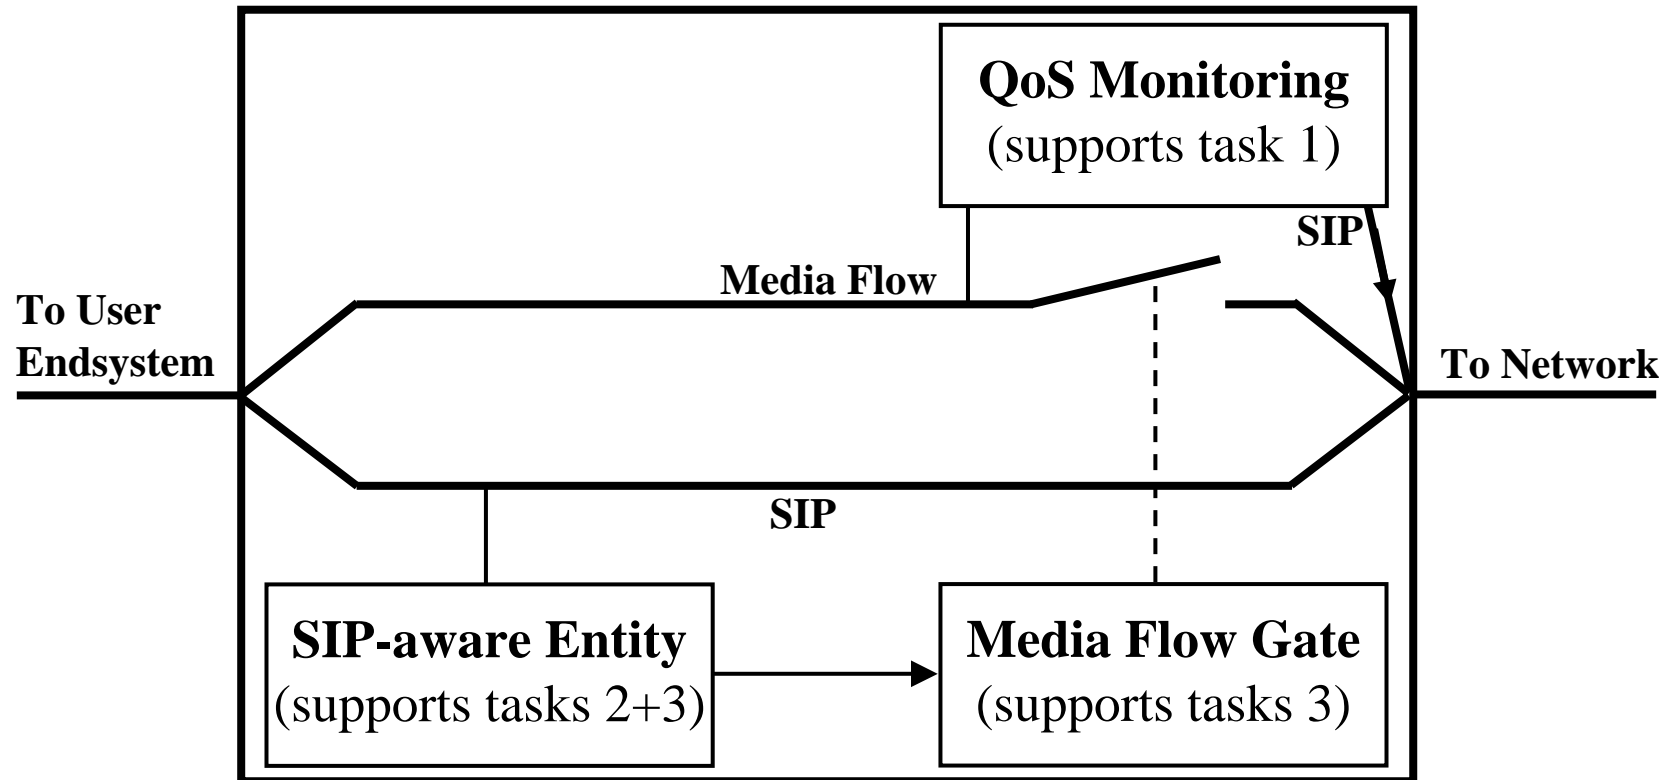 QoS Monitoring
(supports task 1)
SIP
Media Flow
To User
Endsystem
To Network
SIP
SIP-aware Entity
(supports tasks 2+3)
Media Flow Gate
(supports tasks 3)